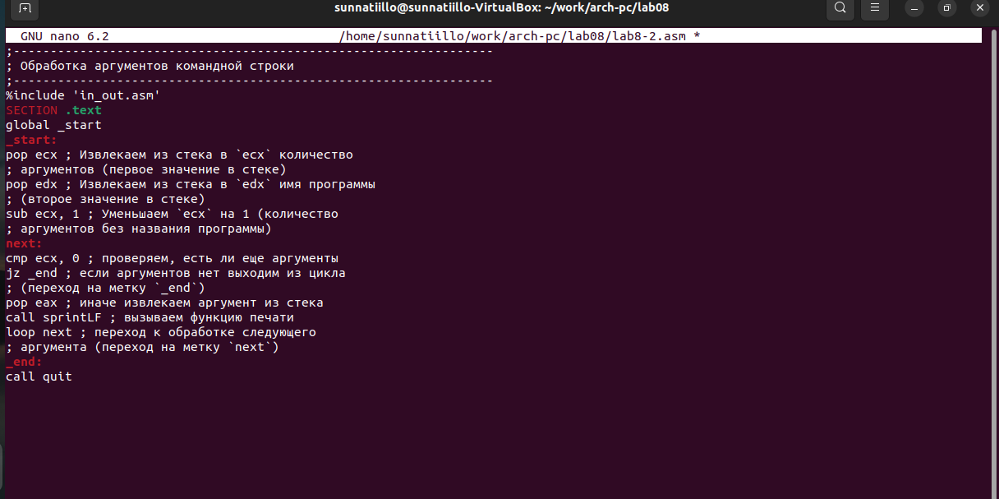 sunnatiillo@sunnatiillo-VirtualBox: ~/work/arch-pc/lab08
GNU nano 6.2 /home/sunnatiillo/work/arch-pc/lab08/lab8-2.asm *
;-----------------------------------------------------------------
; Обработка аргументов командной строки
;-----------------------------------------------------------------
%include 'in_out.asm'
SECTION .text
global _start
_start:
pop ecx ; Извлекаем из стека в `ecx` количество
; аргументов (первое значение в стеке)
pop edx ; Извлекаем из стека в `edx` имя программы
; (второе значение в стеке)
sub ecx, 1 ; Уменьшаем `ecx` на 1 (количество
; аргументов без названия программы)
next:
cmp ecx, 0 ; проверяем, есть ли еще аргументы
jz _end ; если аргументов нет выходим из цикла
; (переход на метку `_end`)
pop eax ; иначе извлекаем аргумент из стека
call sprintLF ; вызываем функцию печати
loop next ; переход к обработке следующего
; аргумента (переход на метку `next`)
_end:
call quit